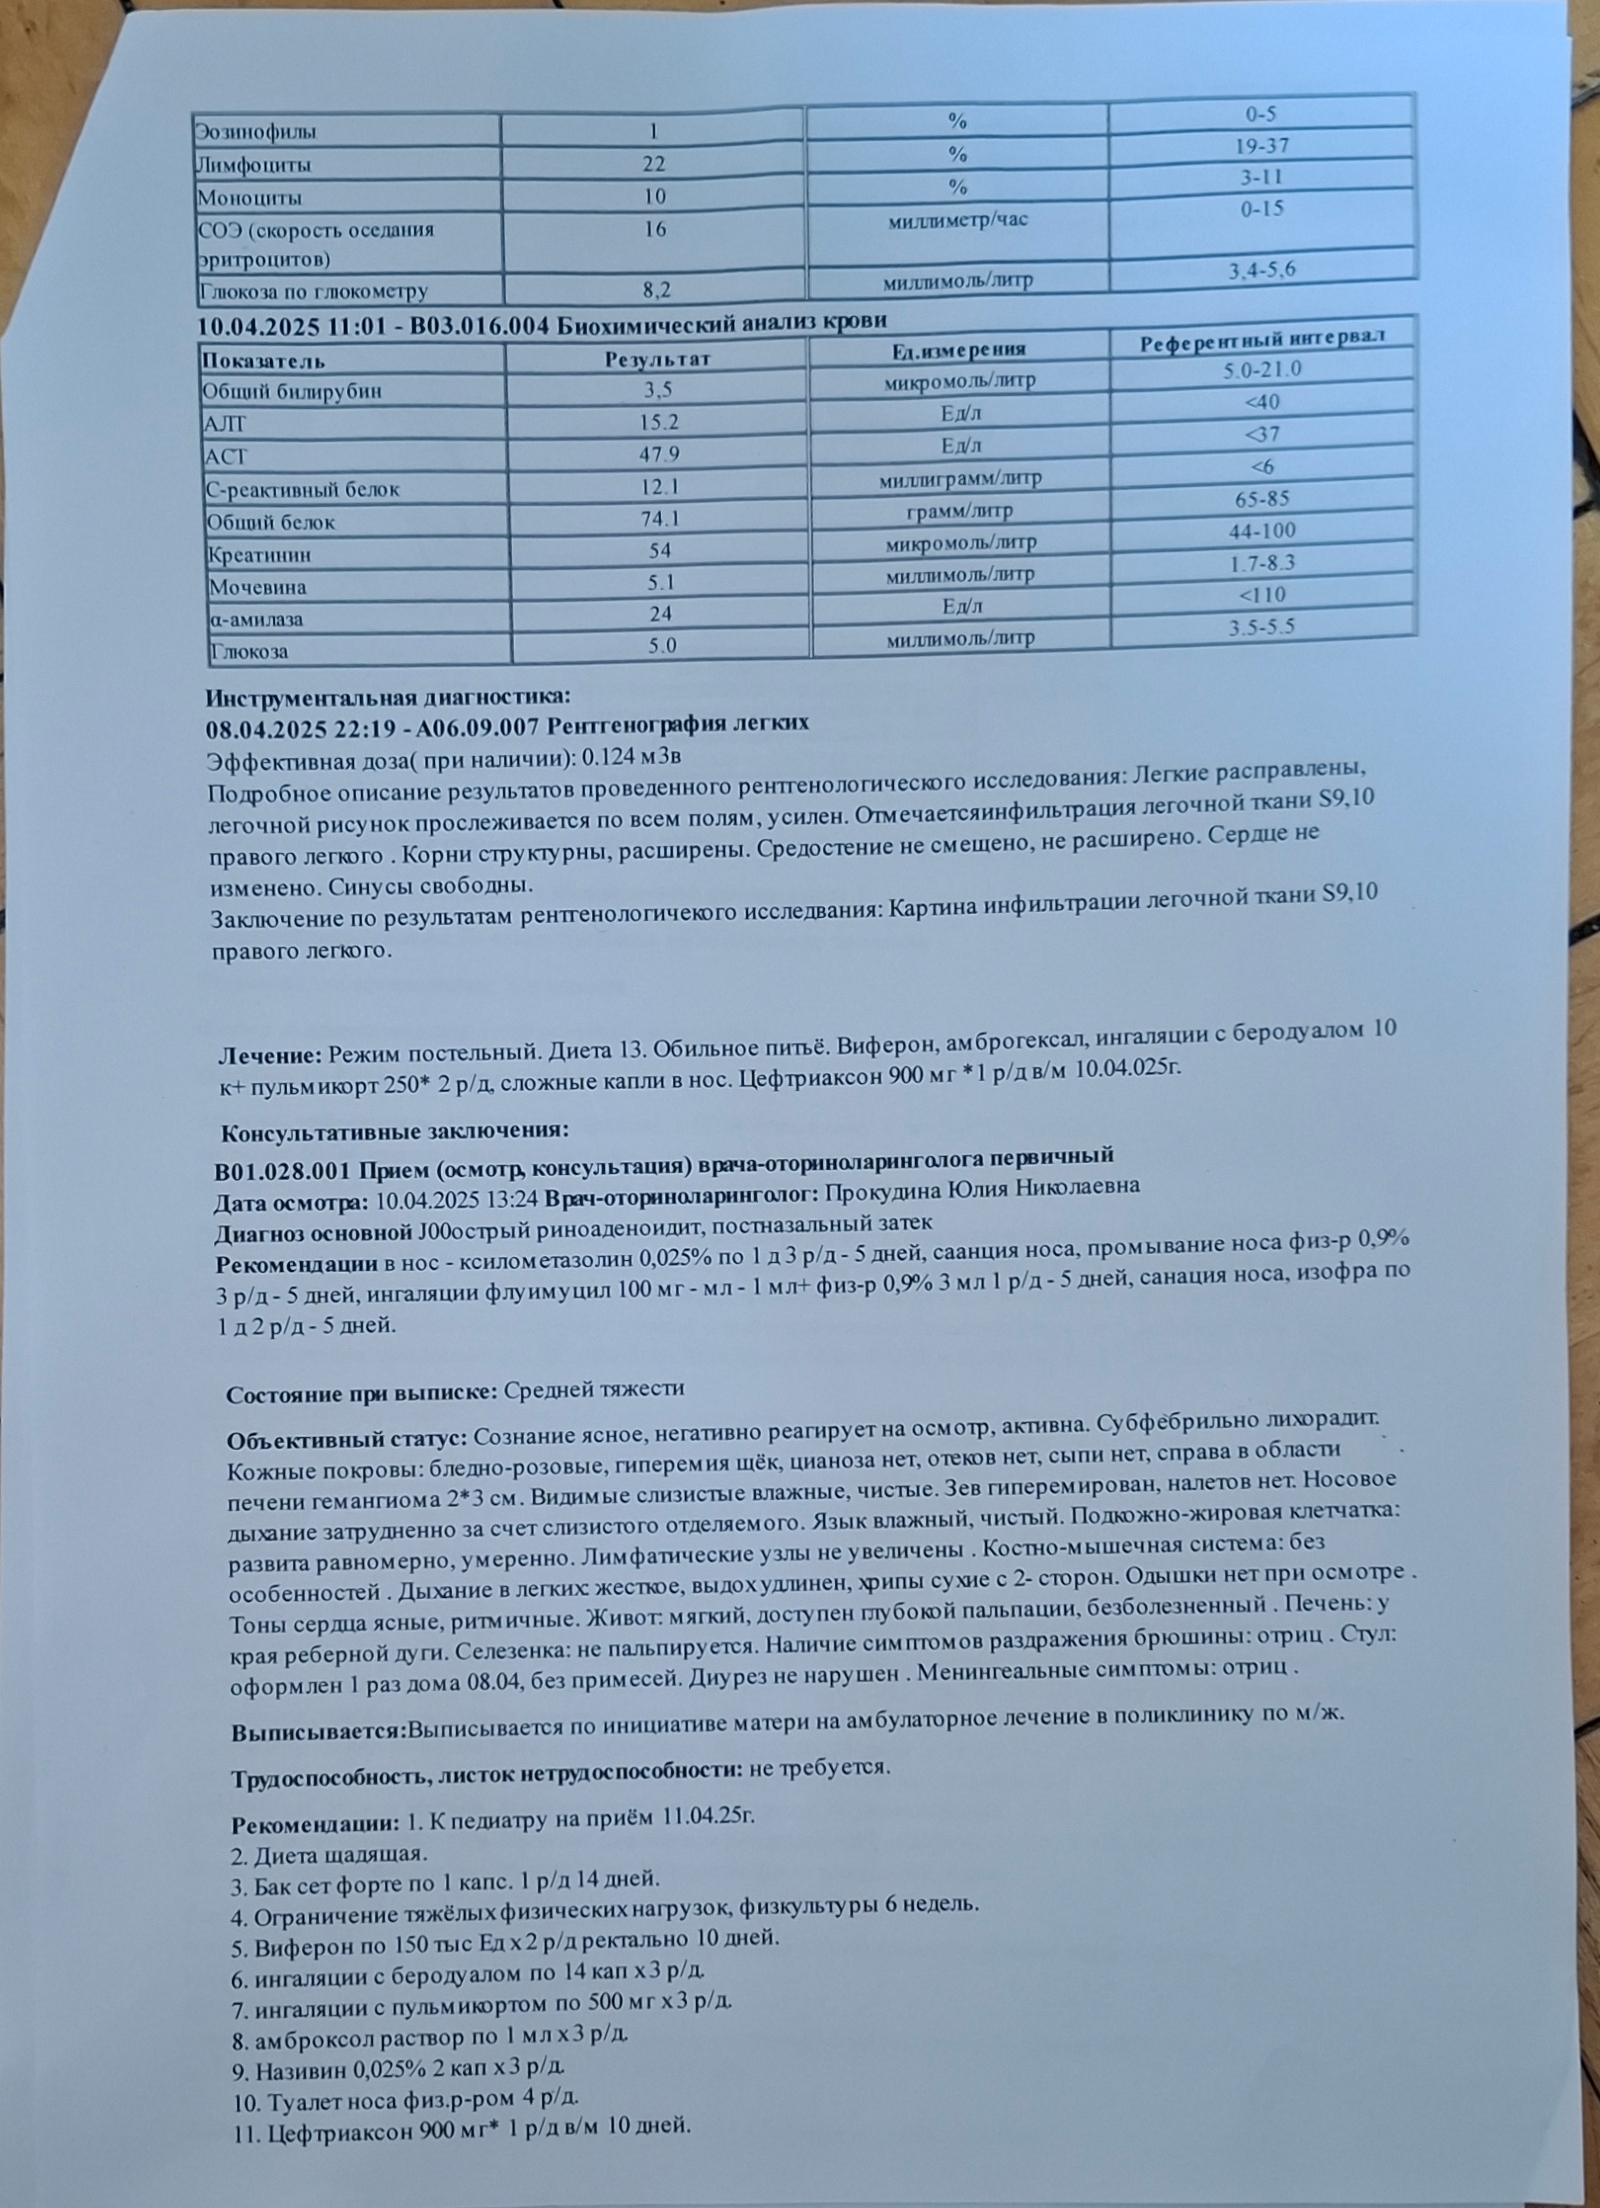 Эозинофилы 1 % 0-5
Лимфоциты 22 % 19-37
Моноциты 10 % 3-11
СОЭ (скорость оседания эритроцитов) 16 миллиметр/час 0-15
Глюкоза по глюкометру 8,2 миллимоль/литр 3,4-5,6
10.04.2025 11:01 - B03.016.004 Биохимический анализ крови
Показатель Результат Ед.измерения Референтный интервал
Общий билирубин 3,5 микромоль/литр 5.0-21.0
АЛТ 15.2 Ед/л <40
АСТ 47.9 Ед/л <37
С-реактивный белок 12.1 миллиграмм/литр <6
Общий белок 74.1 грамм/литр 65-85
Креатинин 54 микромоль/литр 44-100
Мочевина 5.1 миллимоль/литр 1.7-8.3
α-амилаза 24 Ед/л <110
Глюкоза 5.0 миллимоль/литр 3.5-5.5
Инструментальная диагностика:
08.04.2025 22:19 - A06.09.007 Рентгенография легких
Эффективная доза( при наличии): 0.124 мЗв
Подробное описание результатов проведенного рентгенологического исследования: Легкие расправлены,
легочной рисунок прослеживается по всем полям, усилен. Отмечаетсяинфильтрация легочной ткани S9,10
правого легкого . Корни структурны, расширены. Средостение не смещено, не расширено. Сердце не
изменено. Синусы свободны.
Заключение по результатам рентгенологичекого исследвания: Картина инфильтрации легочной ткани S9,10
правого легкого.
Лечение: Режим постельный. Диета 13. Обильное питьё. Виферон, амброгексал, ингаляции с беродуалом 10
к+ пульмикорт 250* 2 р/д, сложные капли в нос. Цефтриаксон 900 мг *1 р/д в/м 10.04.025г.
Консультативные заключения:
B01.028.001 Прием (осмотр, консультация) врача-оториноларинголога первичный
Дата осмотра: 10.04.2025 13:24 Врач-оториноларинголог: Прокудина Юлия Николаевна
Диагноз основной J00острый риноаденоидит, постназальный затек
Рекомендации в нос - ксилометазолин 0,025% по 1 д 3 р/д - 5 дней, саанция носа, промывание носа физ-р 0,9%
3 р/д - 5 дней, ингаляции флуимуцил 100 мг - мл - 1 мл+ физ-р 0,9% 3 мл 1 р/д - 5 дней, санация носа, изофра по
1 д 2 р/д - 5 дней.
Состояние при выписке: Средней тяжести
Объективный статус: Сознание ясное, негативно реагирует на осмотр, активна. Субфебрильно лихорадит.
Кожные покровы: бледно-розовые, гиперемия щёк, цианоза нет, отеков нет, сыпи нет, справа в области
печени гемангиома 2*3 см. Видимые слизистые влажные, чистые. Зев гиперемирован, налетов нет. Носовое
дыхание затрудненно за счет слизистого отделяемого. Язык влажный, чистый. Подкожно-жировая клетчатка:
развита равномерно, умеренно. Лимфатические узлы не увеличены . Костно-мышечная система: без
особенностей . Дыхание в легких: жесткое, выдох удлинен, хрипы сухие с 2- сторон. Одышки нет при осмотре .
Тоны сердца ясные, ритмичные. Живот: мягкий, доступен глубокой пальпации, безболезненный . Печень: у
края реберной дуги. Селезенка: не пальпируется. Наличие симптомов раздражения брюшины: отриц . Стул:
оформлен 1 раз дома 08.04, без примесей. Диурез не нарушен . Менингеальные симптомы: отриц .
Выписывается:Выписывается по инициативе матери на амбулаторное лечение в поликлинику по м/ж.
Трудоспособность, листок нетрудоспособности: не требуется.
Рекомендации: 1. К педиатру на приём 11.04.25г.
2. Диета щадящая.
3. Бак сет форте по 1 капс. 1 р/д 14 дней.
4. Ограничение тяжёлых физических нагрузок, физкультуры 6 недель.
5. Виферон по 150 тыс Ед х 2 р/д ректально 10 дней.
6. ингаляции с беродуалом по 14 кап х 3 р/д.
7. ингаляции с пульмикортом по 500 мг х 3 р/д.
8. амброксол раствор по 1 мл х 3 р/д.
9. Називин 0,025% 2 кап х 3 р/д.
10. Туалет носа физ.р-ром 4 р/д.
11. Цефтриаксон 900 мг* 1 р/д в/м 10 дней.